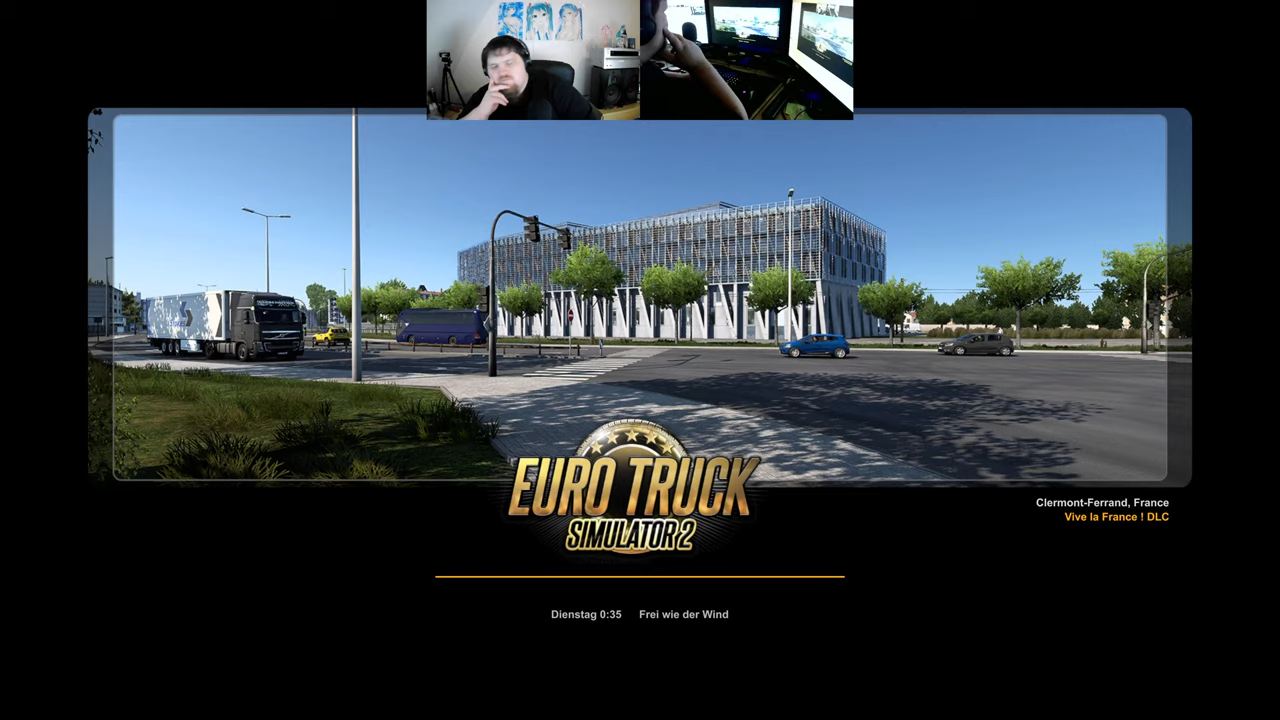 EURO TRUCK
SIMULATOR 2
Clermont-Ferrand, France
Vive la France ! DLC
Dienstag 0:35 Frei wie der Wind